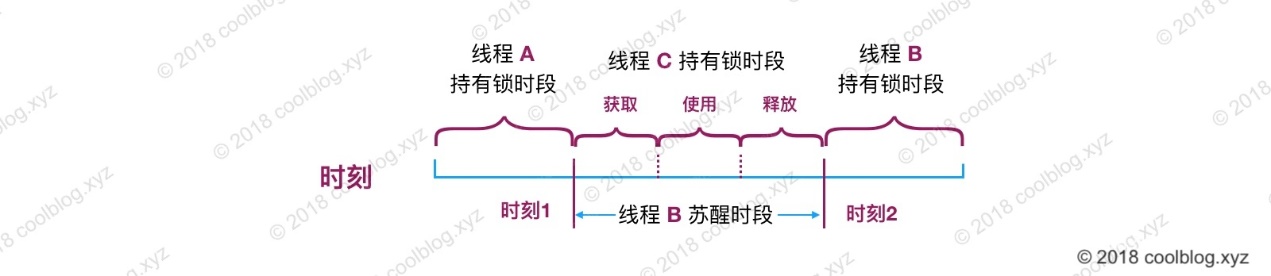 线程 A
持有锁时段
线程 C 持有锁时段
线程 B
持有锁时段
获取
使用
释放
时刻
时刻1
线程 B 苏醒时段
时刻2
© 2018 coolblog.xyz